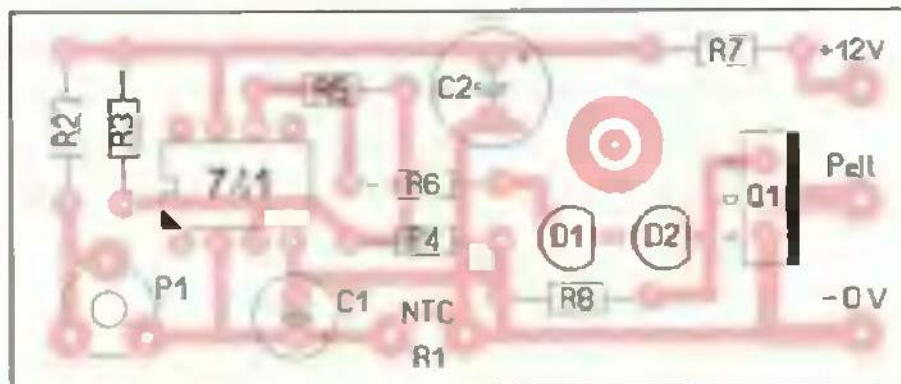 R7
+12V
C2
R5
R2
R3
741
R6
Pelt
Q1
R4
D1
D2
P1
C1
R8
NTC
-0V
R1